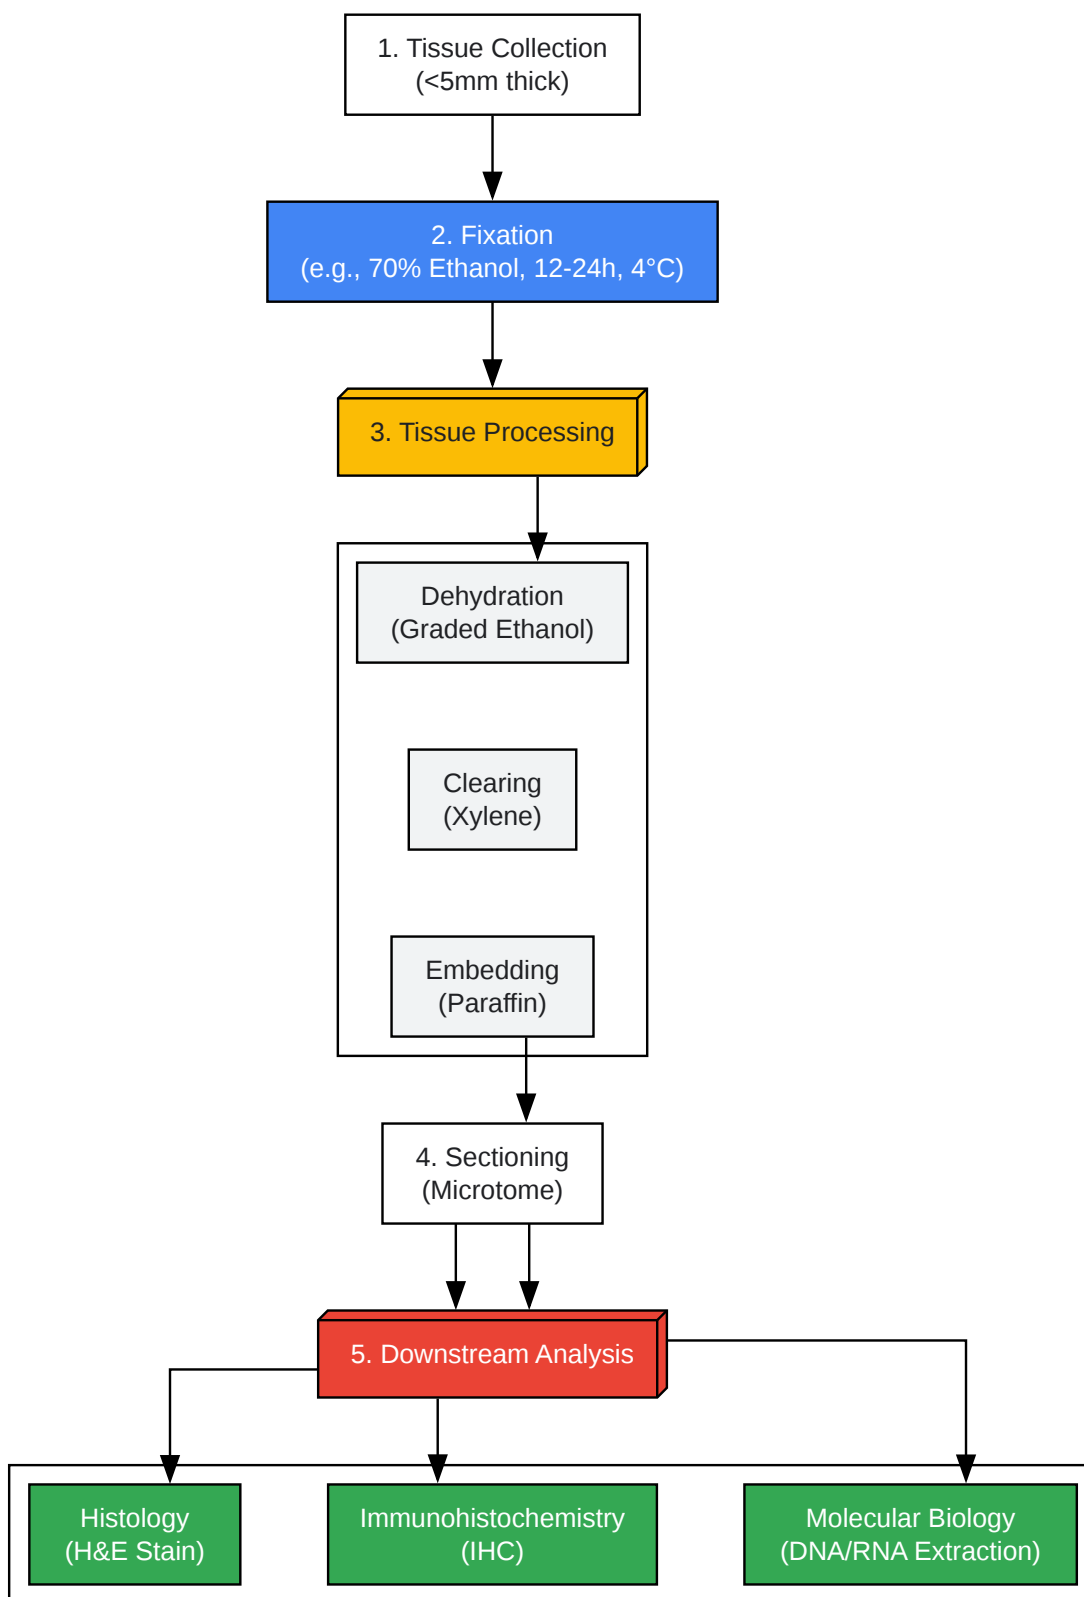 1. Tissue Collection
(<5mm thick)
2. Fixation
(e.g., 70% Ethanol, 12-24h, 4°C)
3. Tissue Processing
Dehydration
(Graded Ethanol)
Clearing
(Xylene)
Embedding
(Paraffin)
4. Sectioning
(Microtome)
5. Downstream Analysis
Histology
(H&E Stain)
Immunohistochemistry
(IHC)
Molecular Biology
(DNA/RNA Extraction)